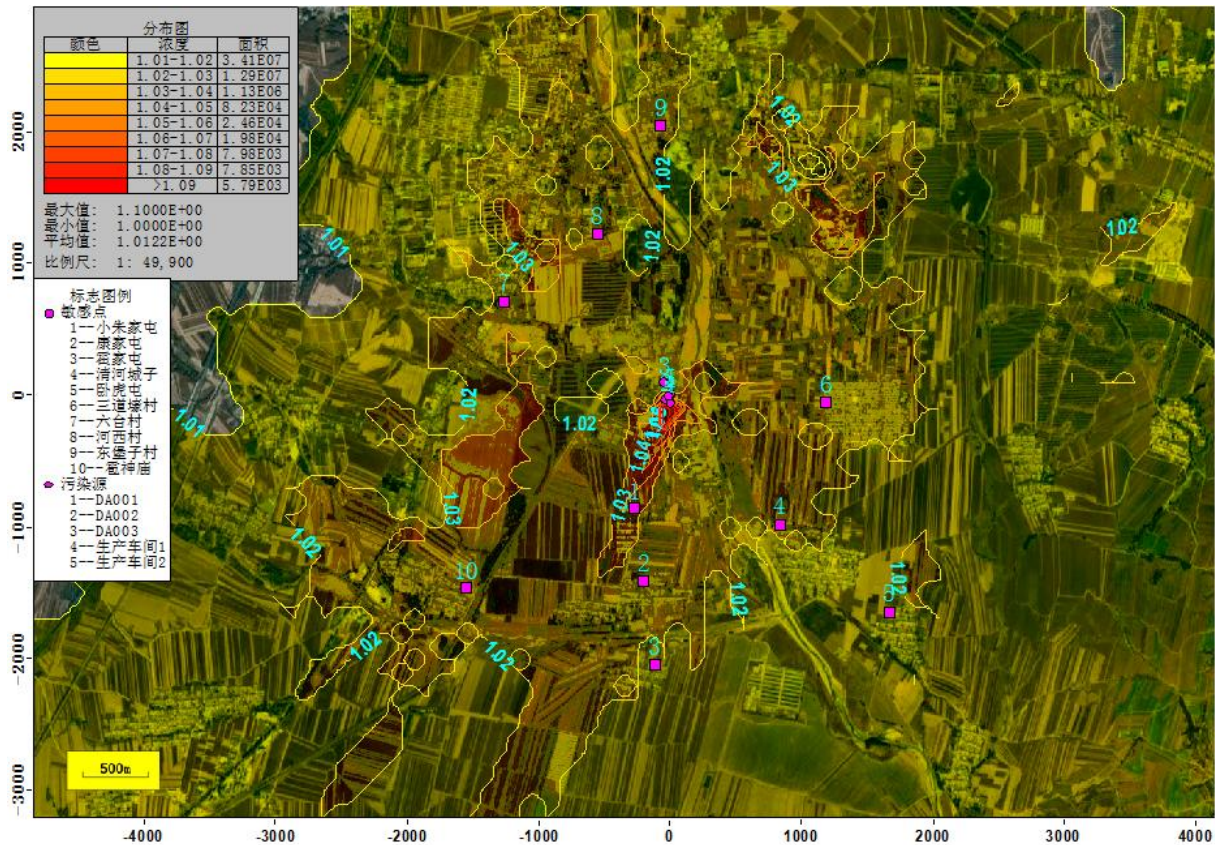 分布图
颜色 浓度 面积
1.01-1.02 3.41E07
1.02-1.03 1.29E07
1.03-1.04 1.13E06
1.04-1.05 8.23E04
1.05-1.06 2.46E04
1.06-1.07 1.98E04
1.07-1.08 7.98E03
1.08-1.09 7.85E03
>1.09 5.79E03
最大值: 1.1000E+00
最小值: 1.0000E+00
平均值: 1.0122E+00
比例尺: 1: 49,900
标志图例
敏感点
1--小朱家屯
2--康家屯
4--清河城子
5--卧虎屯
6--三道壕村
7--六台村
8--河西村
9--东堡子村
10--雹神庙
污染源
1--DA001
2--DA002
3--DA003
4--生产车间1
5--生产车间2
500m
2000
1000
0
-1000
-2000
-3000
-4000
-3000
-2000
-1000
0
1000
2000
3000
4000
9
8
7
6
4
5
1
2
10
3
1.02
1.02
1.03
1.02
1.01
1.02
1.03
1.02
1.01
1.02
1.04
1.03
1.03
1.02
1.02
1.02
1.02
1.02